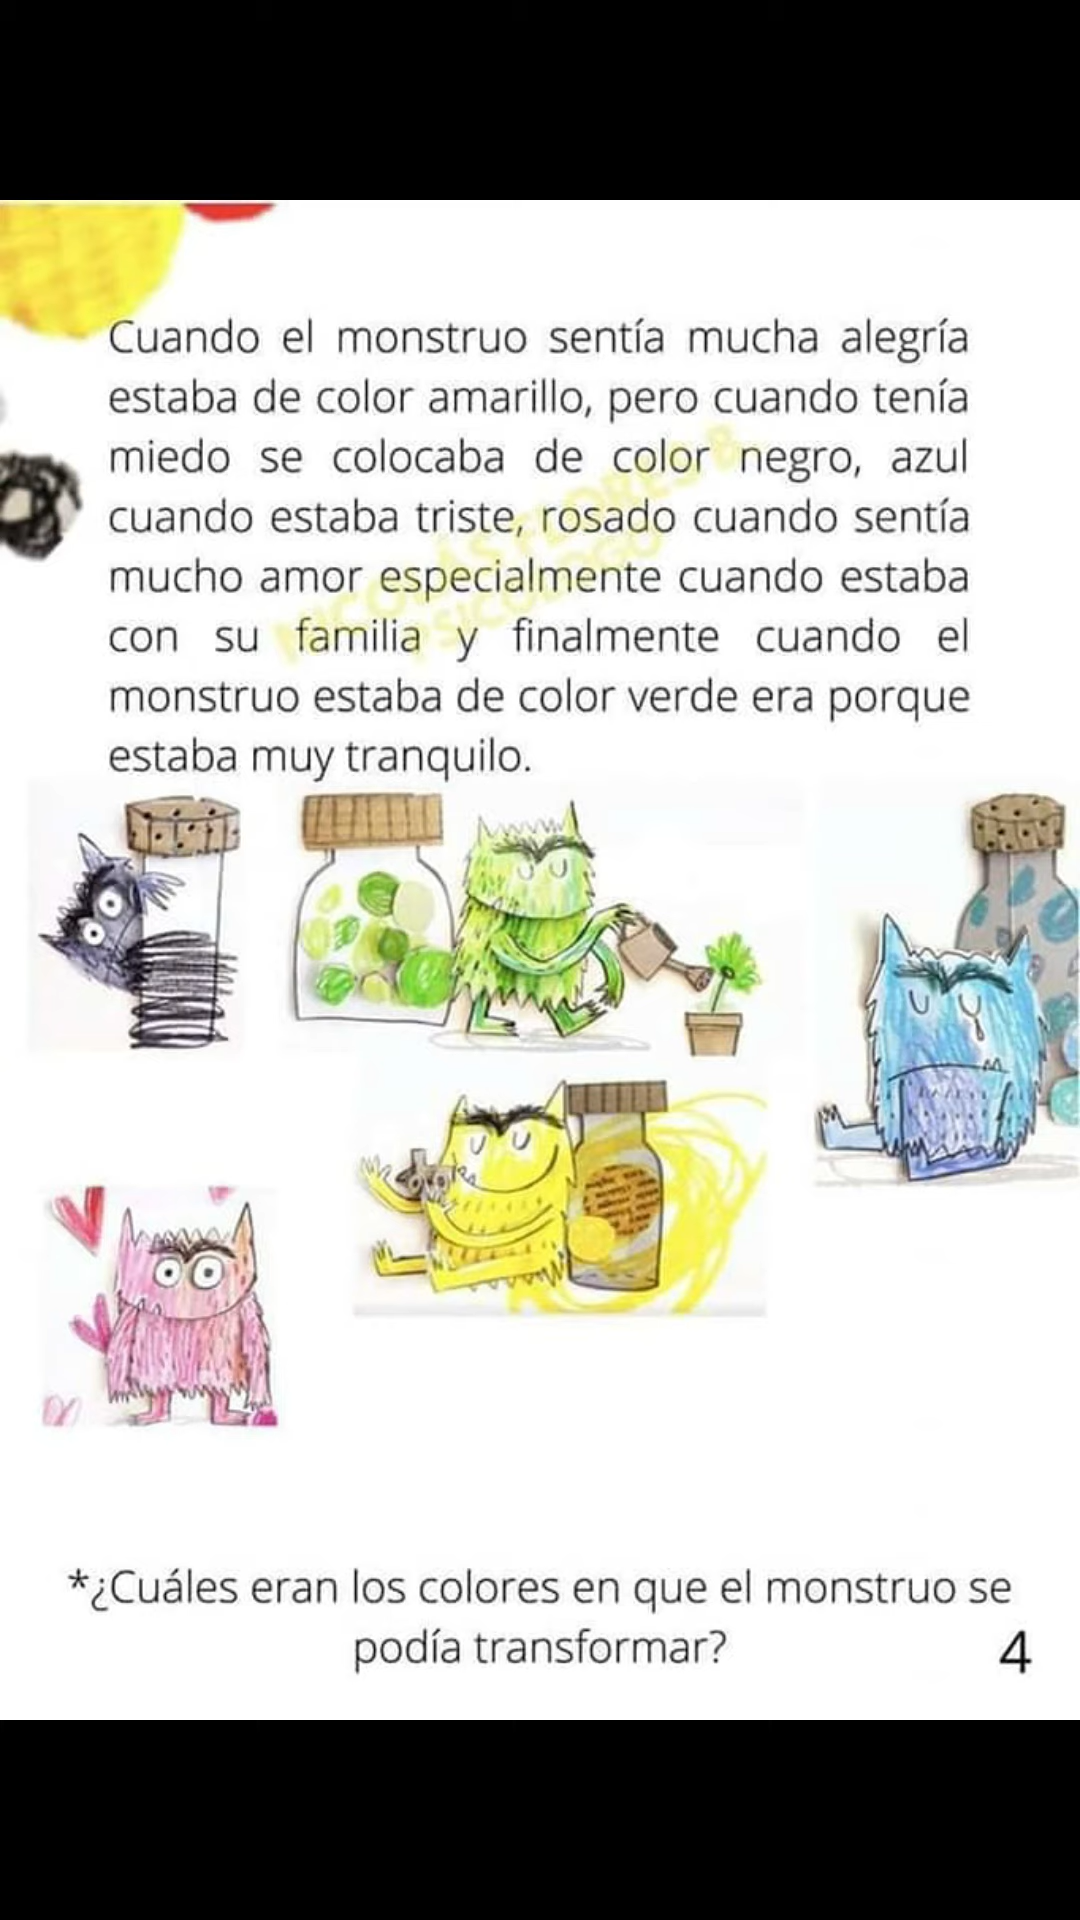 Cuando el monstruo sentía mucha alegría
estaba de color amarillo, pero cuando tenía
miedo se colocaba de color negro, azul
cuando estaba triste, rosado cuando sentía
mucho amor especialmente cuando estaba
con su familia y finalmente cuando el
monstruo estaba de color verde era porque
estaba muy tranquilo.
NICOLÁS FLORES B.
PSICÓLOGO
*¿Cuáles eran los colores en que el monstruo se
podía transformar?
4